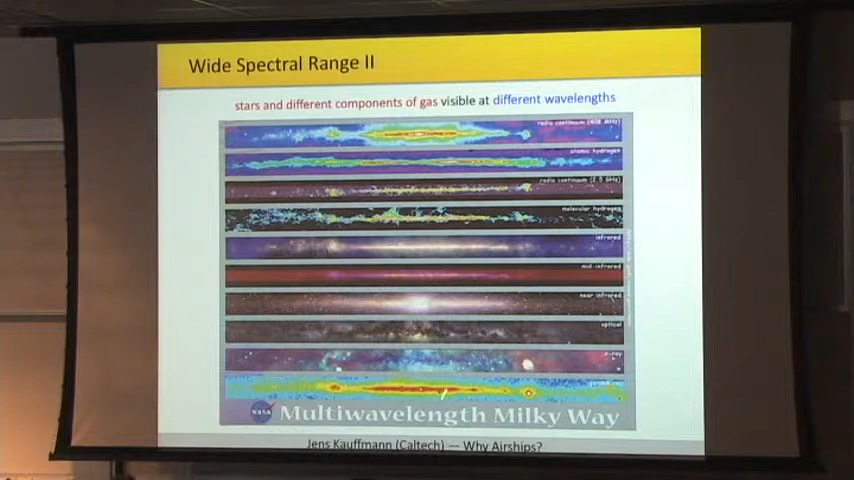 Wide Spectral Range II
stars and different components of gas visible at different wavelengths
radio continuum (408 MHz)
atomic hydrogen
radio continuum (2.5 GHz)
molecular hydrogen
infrared
mid-infrared
near infrared
optical
x-ray
NASA
Multiwavelength Milky Way
Jens Kauffmann (Caltech) — Why Airships?